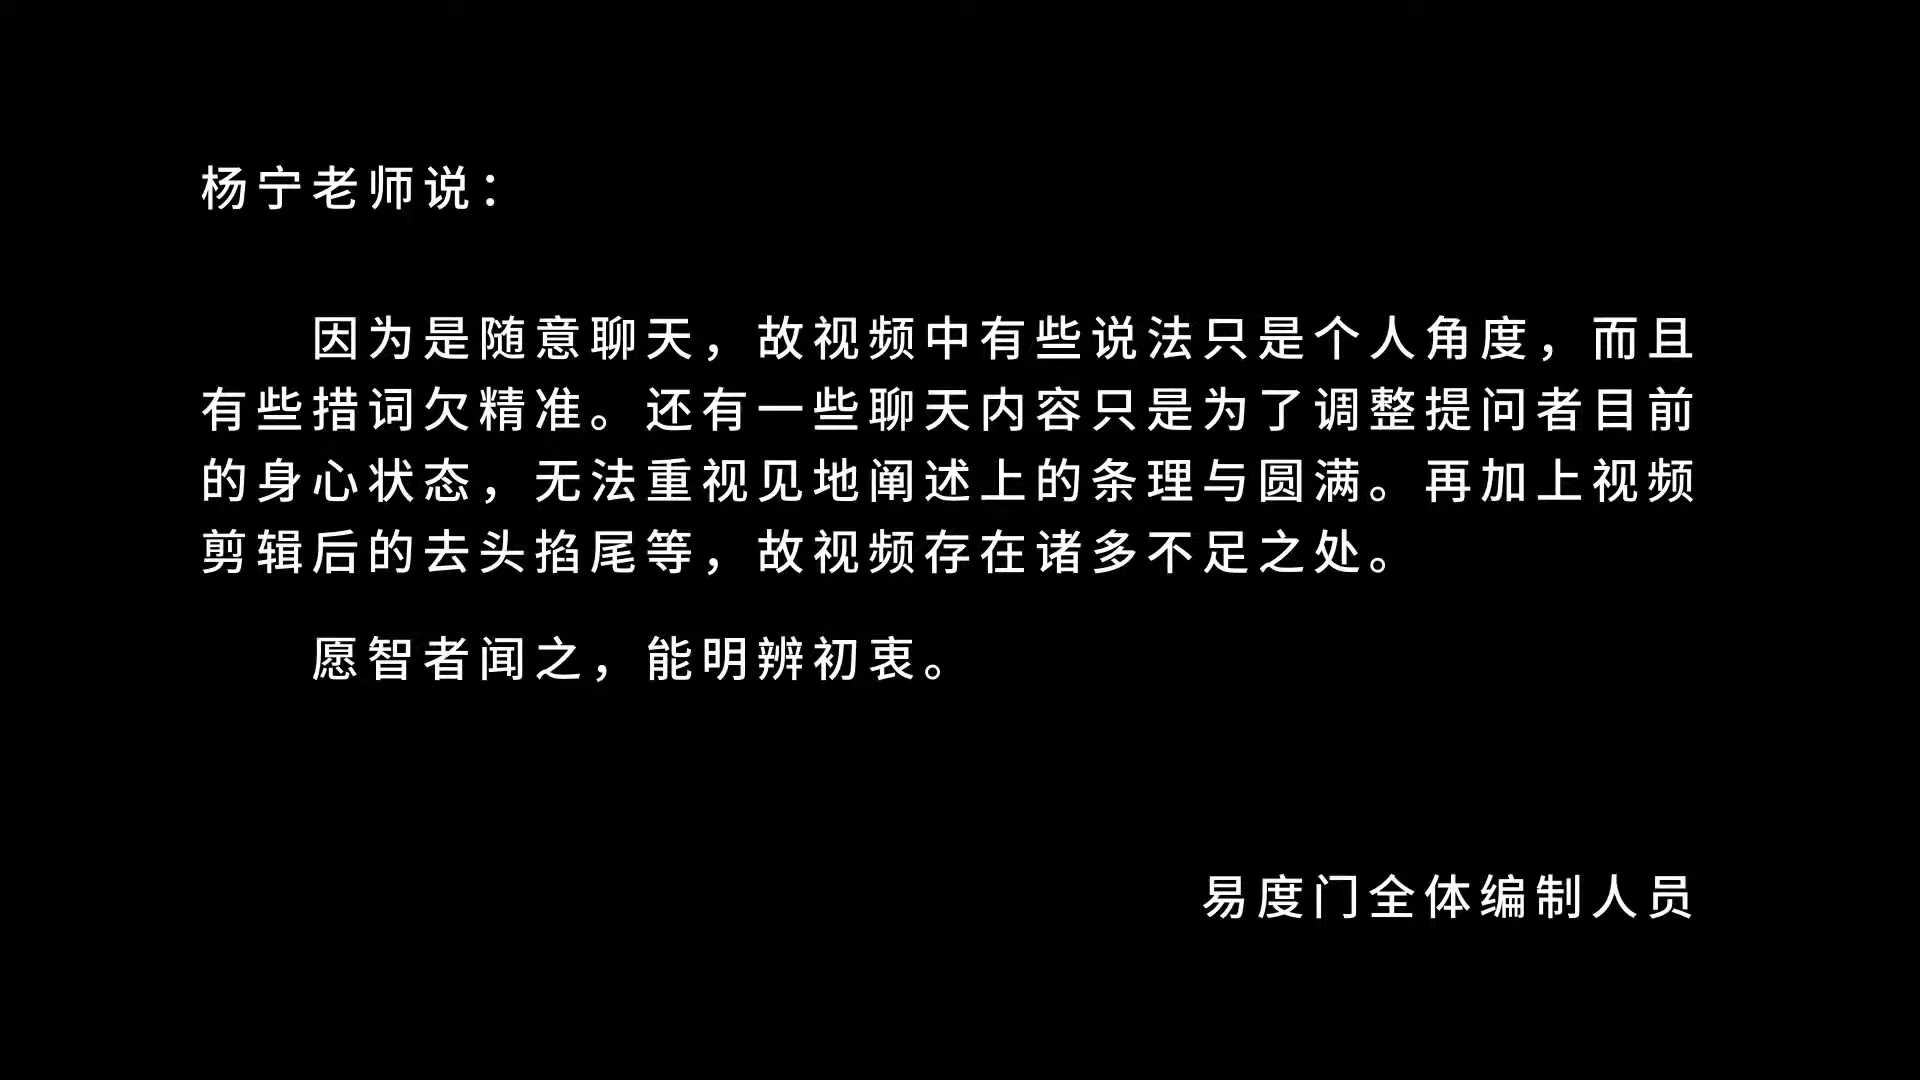 杨宁老师说：
因为是随意聊天，故视频中有些说法只是个人角度，而且
有些措词欠精准。还有一些聊天内容只是为了调整提问者目前
的身心状态，无法重视见地阐述上的条理与圆满。再加上视频
剪辑后的去头掐尾等，故视频存在诸多不足之处。
愿智者闻之，能明辨初衷。
易度门全体编制人员